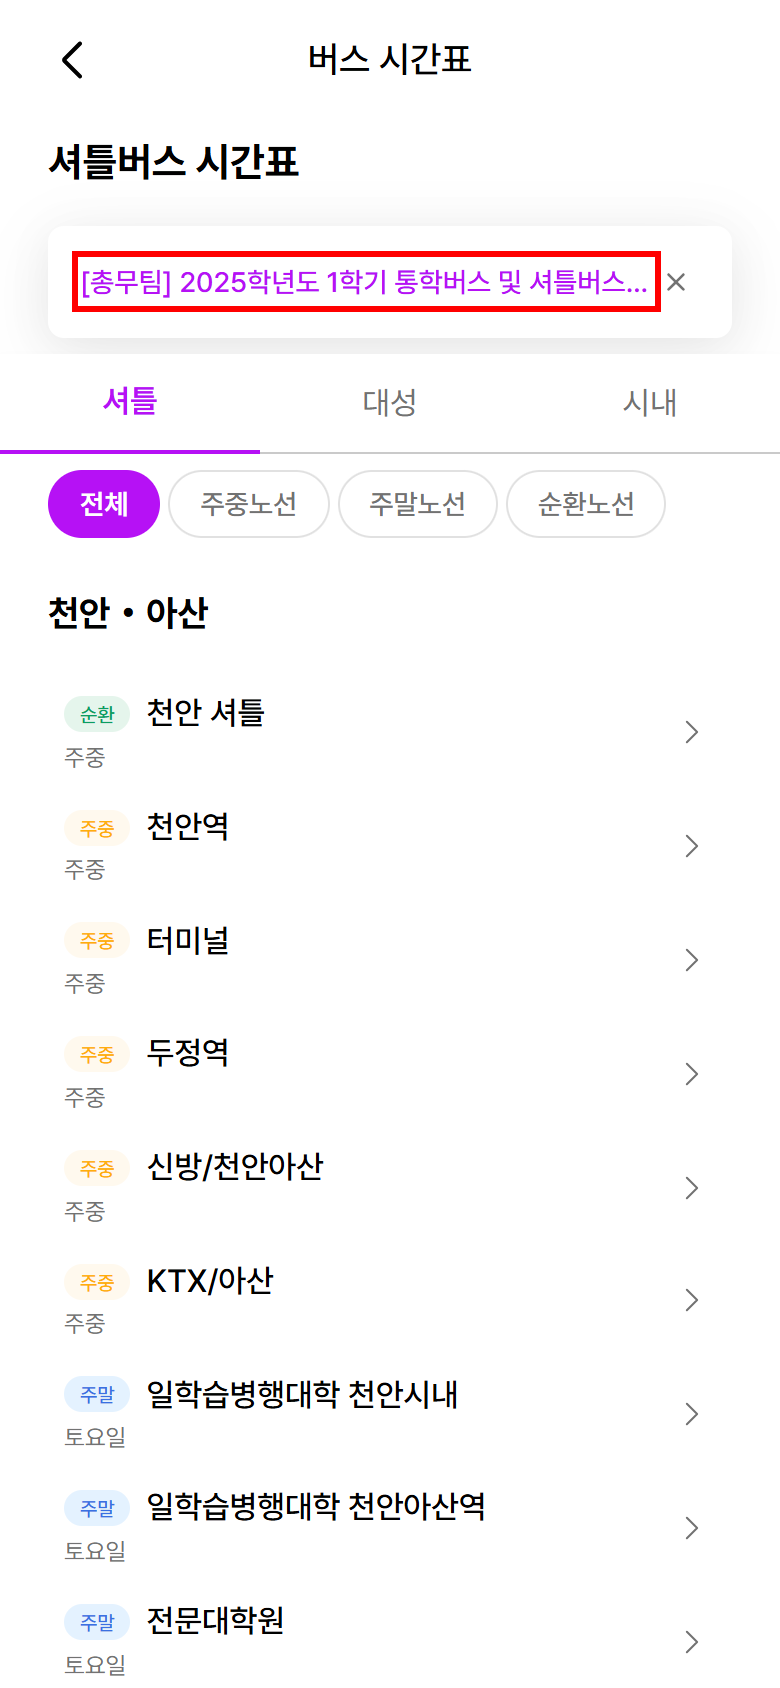 버스 시간표
셔틀버스 시간표
[총무팀] 2025학년도 1학기 통학버스 및 셔틀버스...
셔틀 대성 시내
전체 주중노선 주말노선 순환노선
천안 • 아산
순환 천안 셔틀
주중
주중 천안역
주중
주중 터미널
주중
주중 두정역
주중
주중 신방/천안아산
주중
주중 KTX/아산
주중
주말 일학습병행대학 천안시내
토요일
주말 일학습병행대학 천안아산역
토요일
주말 전문대학원
토요일